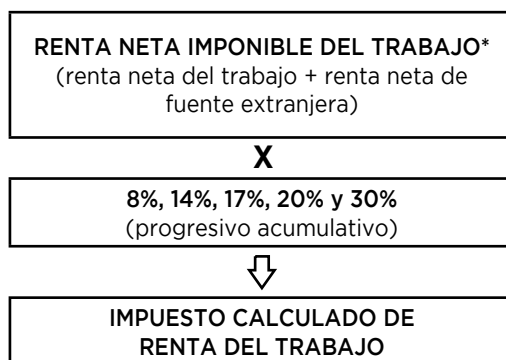 RENTA NETA IMPONIBLE DEL TRABAJO*
(renta neta del trabajo + renta neta de
fuente extranjera)
X
8%, 14%, 17%, 20% y 30%
(progresivo acumulativo)
IMPUESTO CALCULADO DE
RENTA DEL TRABAJO